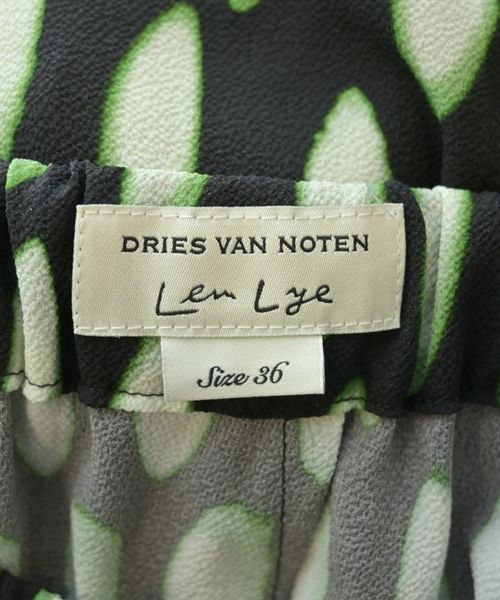 DRIES VAN NOTEN
Len Lye
Size 36